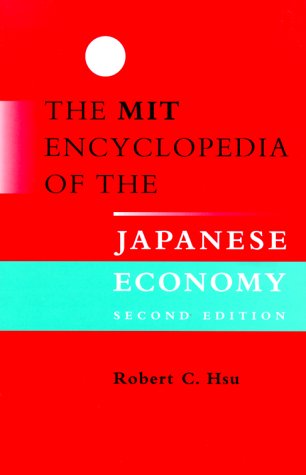 THE MIT
ENCYCLOPEDIA
OF THE
JAPANESE
ECONOMY
SECOND EDITION
Robert C. Hsu